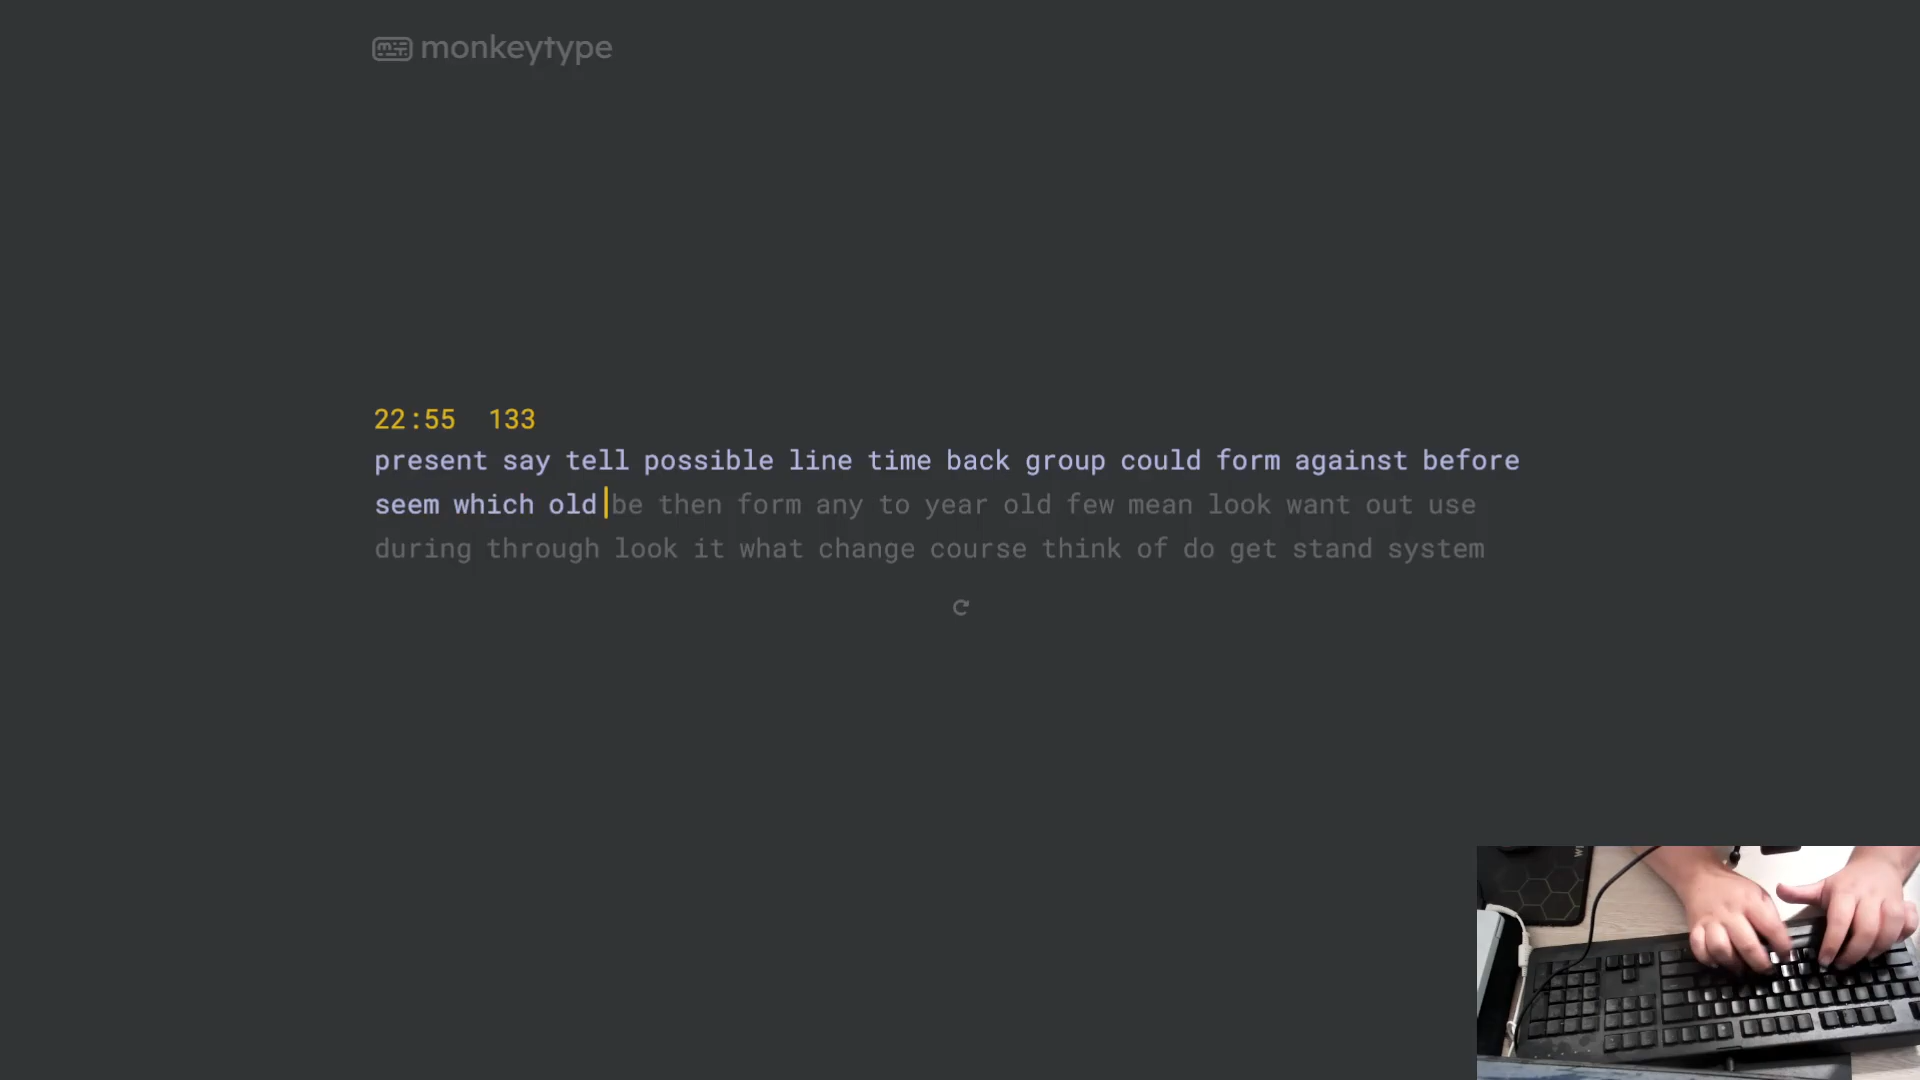 monkeytype
22:55 133
present say tell possible line time back group could form against before
seem which old be then form any to year old few mean look want out use
during through look it what change course think of do get stand system